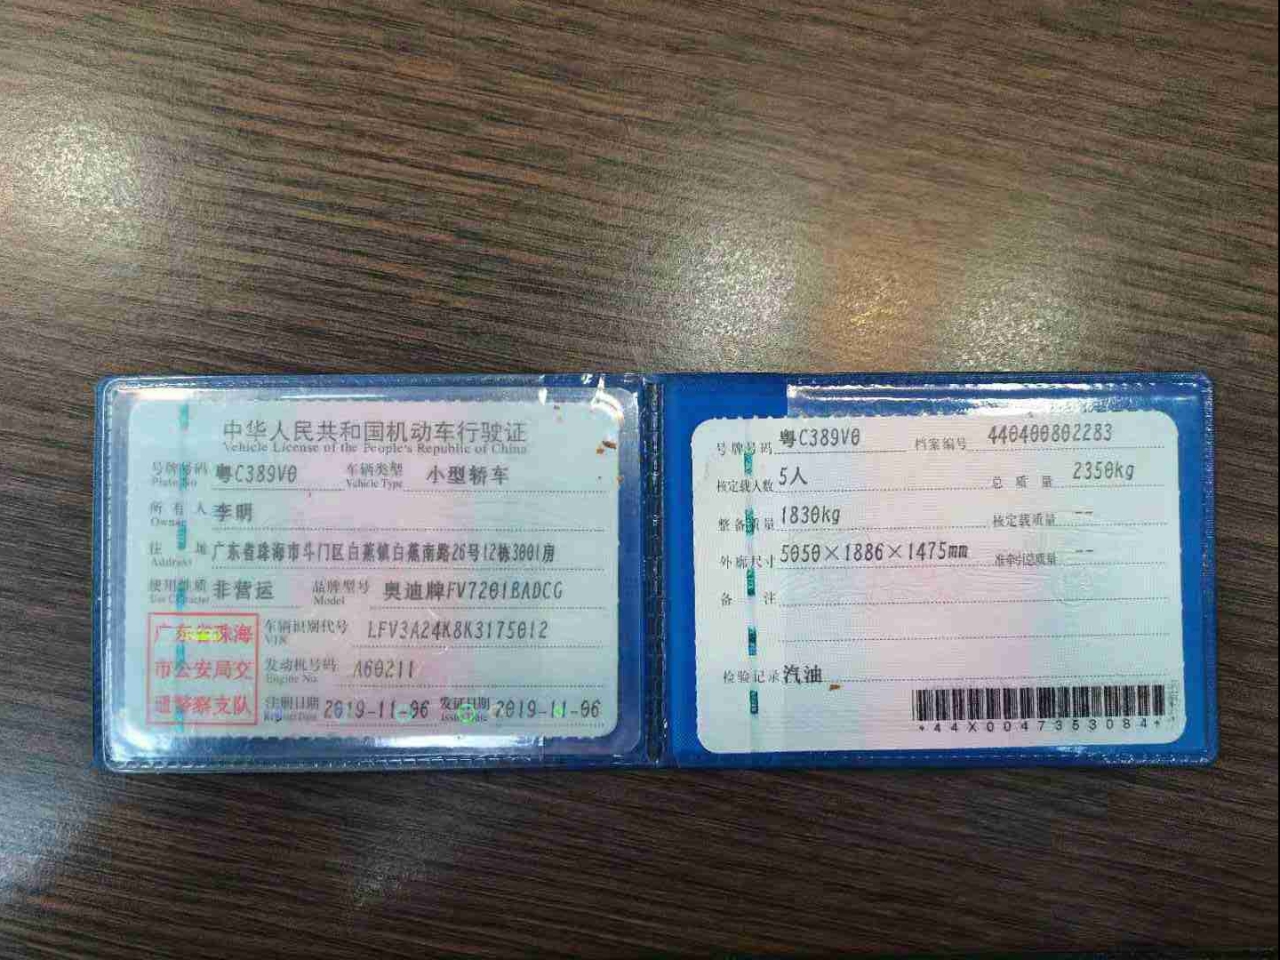 中华人民共和国机动车行驶证
Vehicle License of the People's Republic of China
号牌号码 粤C389V0 车辆类型 小型轿车
Plate No. Vehicle Type
所有人 李明
Owner
住址 广东省珠海市斗门区白蕉镇白蕉南路26号12栋3001房
Address
使用性质 非营运 品牌型号 奥迪牌FV7201BADCG
Use Character Model
广东省珠海
市公安局交
通警察支队
车辆识别代号 LFV3A24K8K3175012
VIN
发动机号码 A60211
Engine No.
注册日期 2019-11-06 发证日期 2019-11-06
Register Date Issue Date
号牌号码 粤C389V0 档案编号 440400802283
核定载人数 5人 总质量 2350kg
整备质量 1830kg 核定载质量 --
外廓尺寸 5050×1886×1475mm 准牵引总质量 --
备注
检验记录 汽油
*44X0047353084*